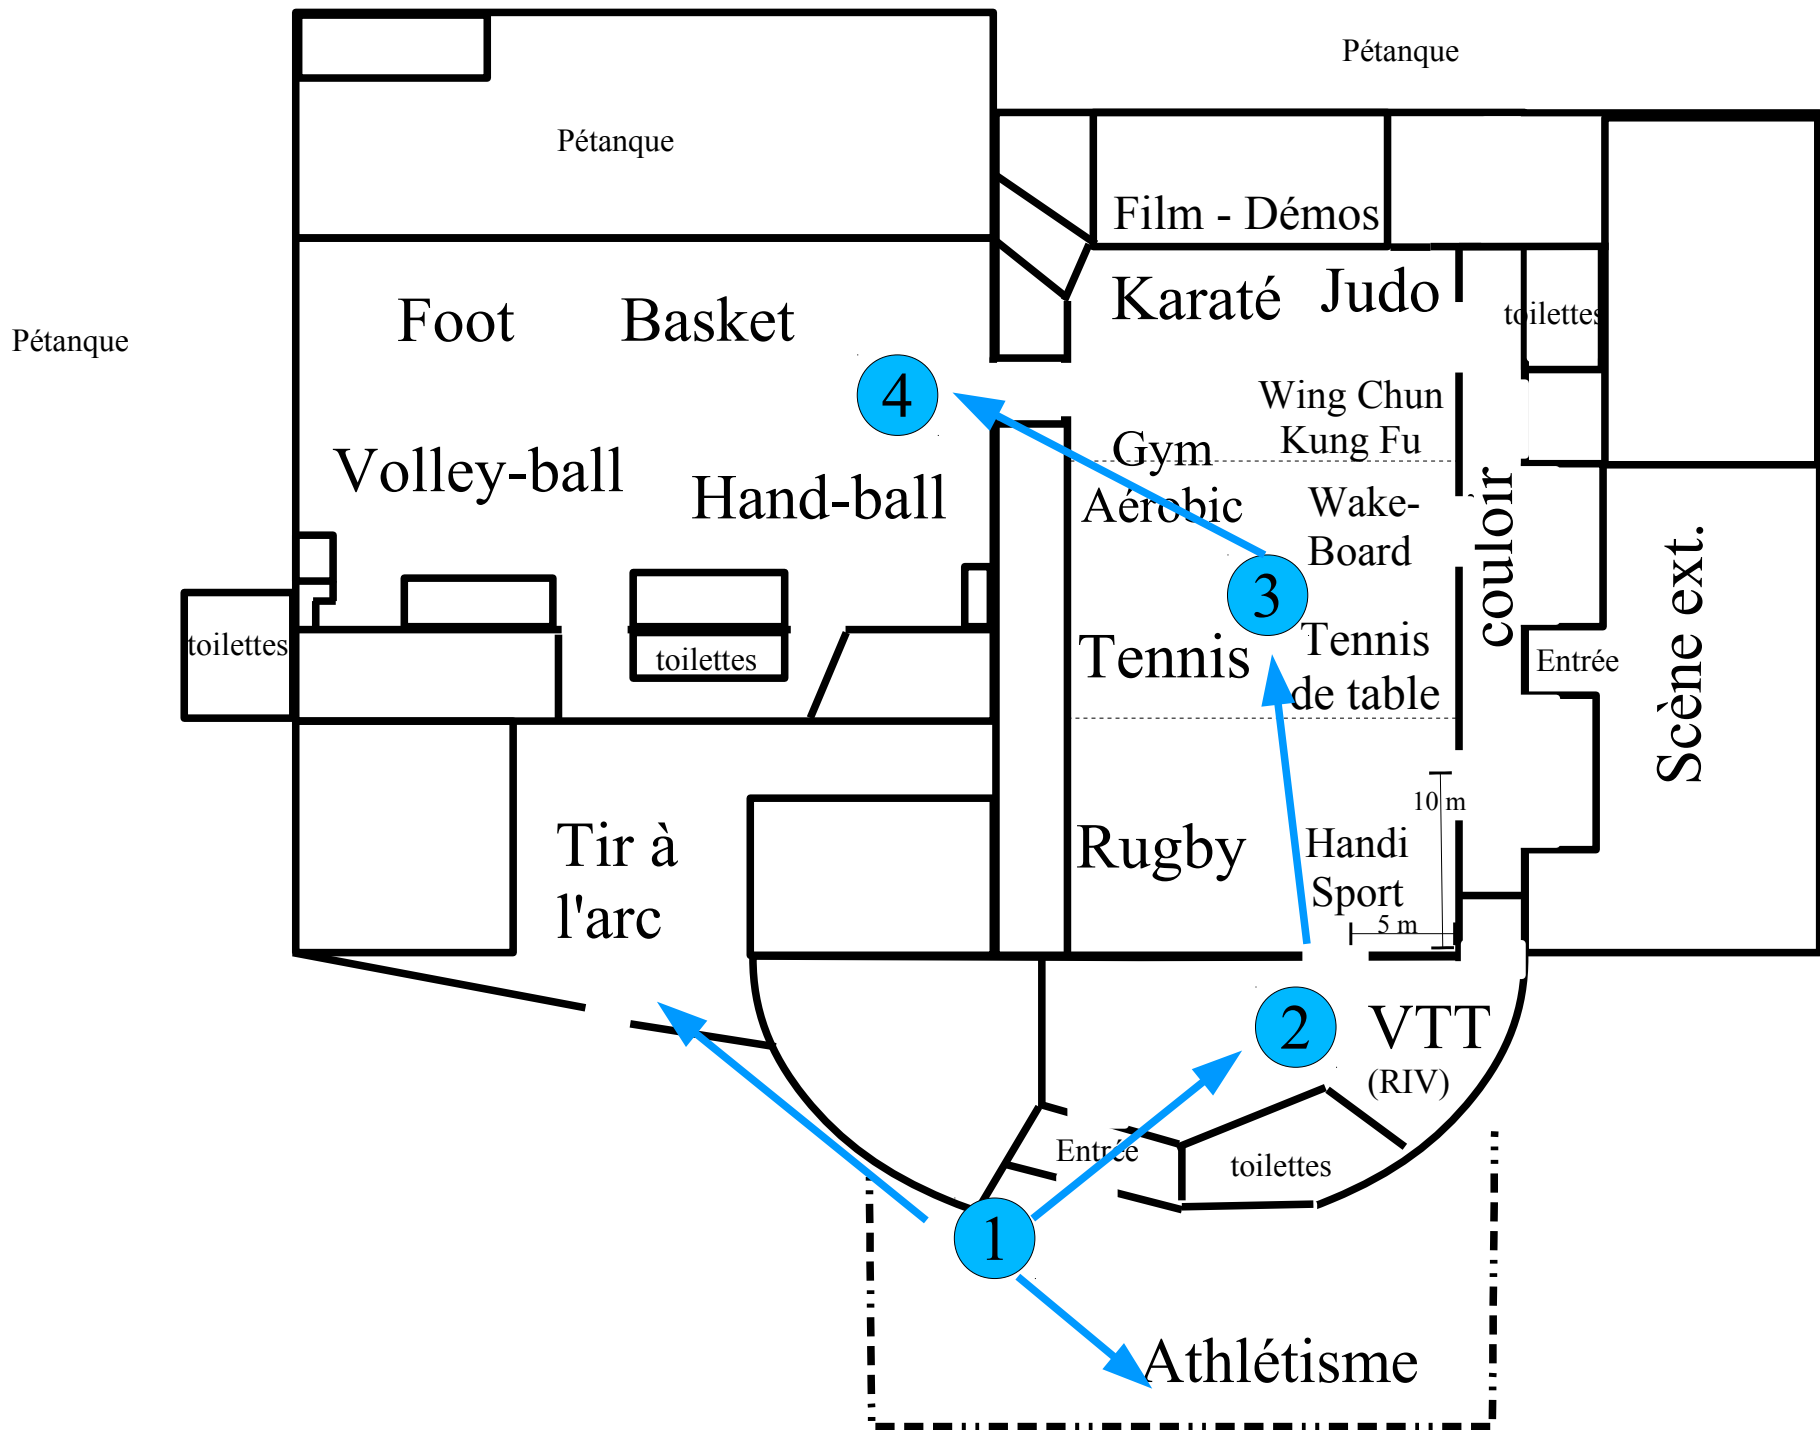 Pétanque
Pétanque
Film - Démos
Karaté
Judo
toilettes
Foot
Basket
Pétanque
4
Wing Chun
Kung Fu
Gym
Aérobic
Volley-ball
Hand-ball
Wake-
Board
couloir
3
toilettes
toilettes
Tennis
Tennis
de table
Entrée
Scène ext.
10 m
Tir à
l'arc
Rugby
Handi
Sport
5 m
2
VTT
(RIV)
Entrée
toilettes
1
Athlétisme